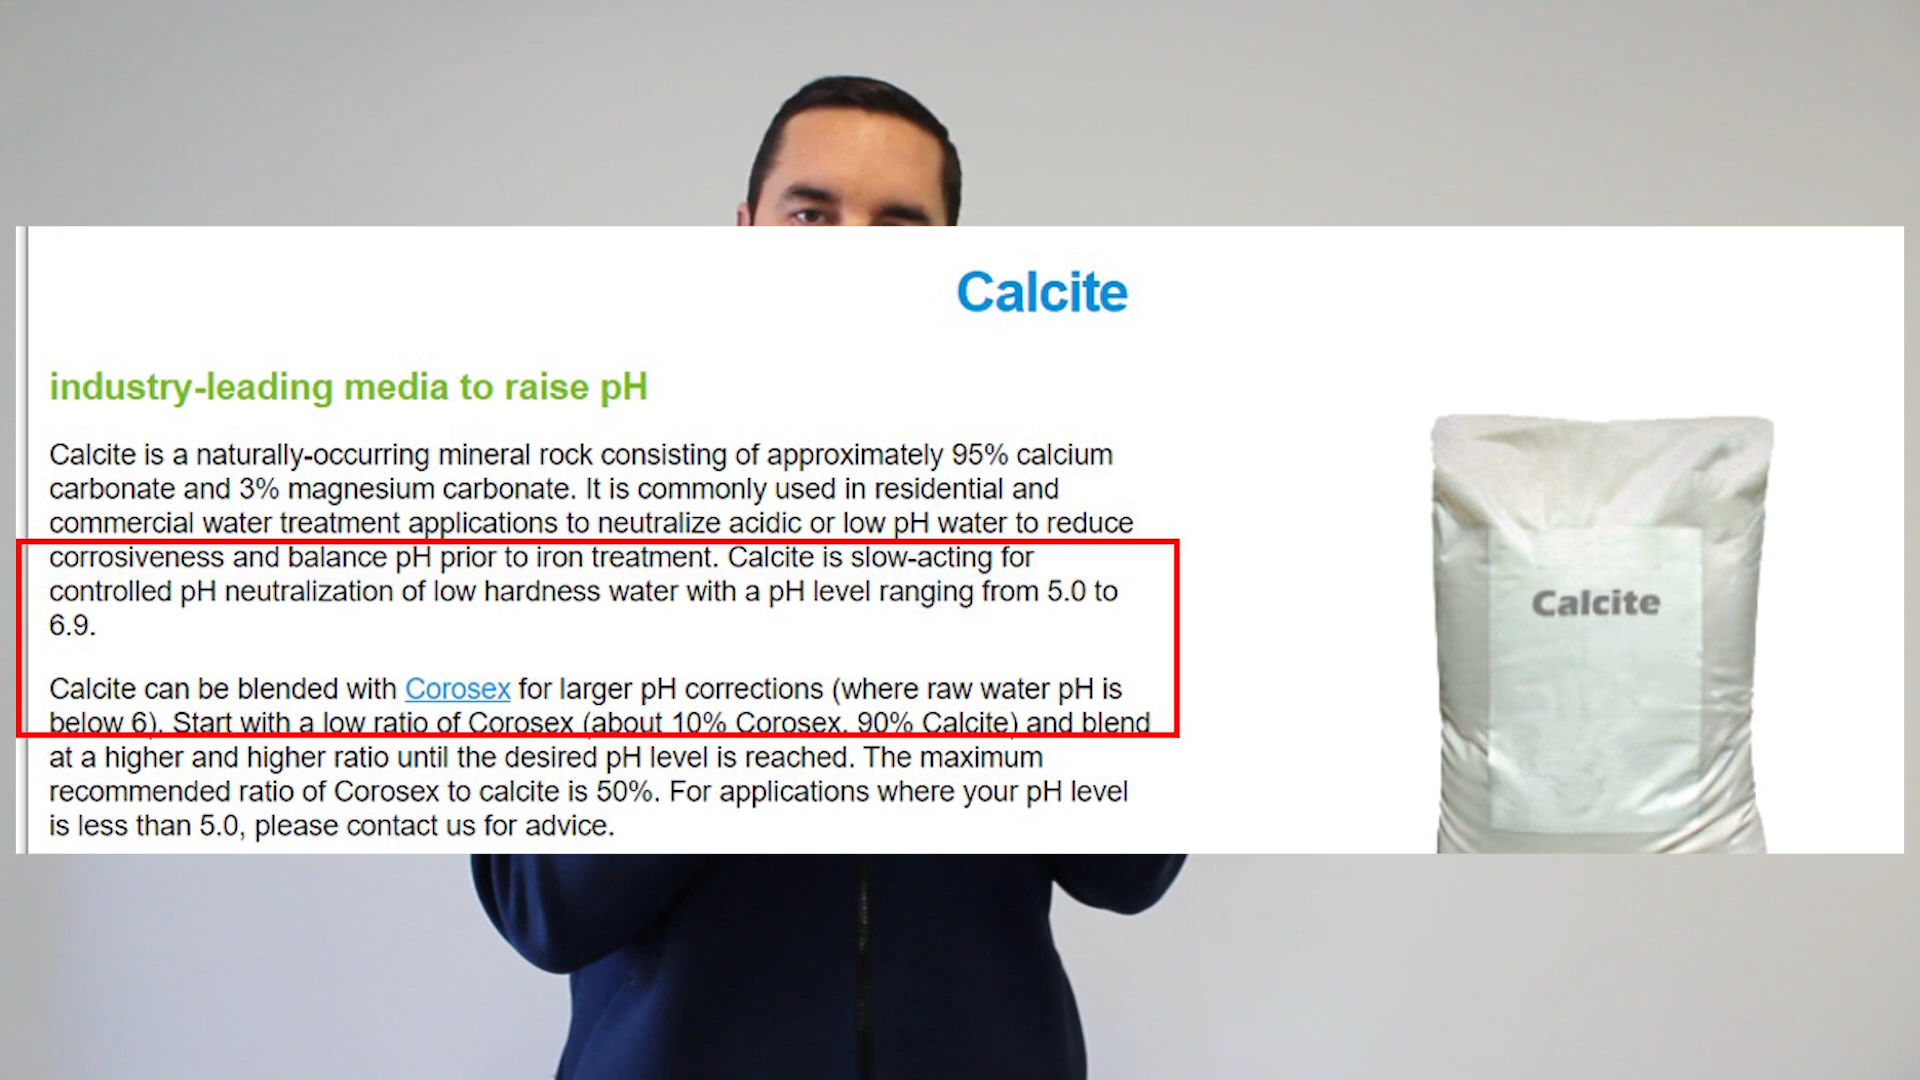 Calcite
industry-leading media to raise pH
Calcite is a naturally-occurring mineral rock consisting of approximately 95% calcium
carbonate and 3% magnesium carbonate. It is commonly used in residential and
commercial water treatment applications to neutralize acidic or low pH water to reduce
corrosiveness and balance pH prior to iron treatment. Calcite is slow-acting for
controlled pH neutralization of low hardness water with a pH level ranging from 5.0 to
6.9.
Calcite can be blended with Corosex for larger pH corrections (where raw water pH is
below 6). Start with a low ratio of Corosex (about 10% Corosex, 90% Calcite) and blend
at a higher and higher ratio until the desired pH level is reached. The maximum
recommended ratio of Corosex to calcite is 50%. For applications where your pH level
is less than 5.0, please contact us for advice.
Calcite